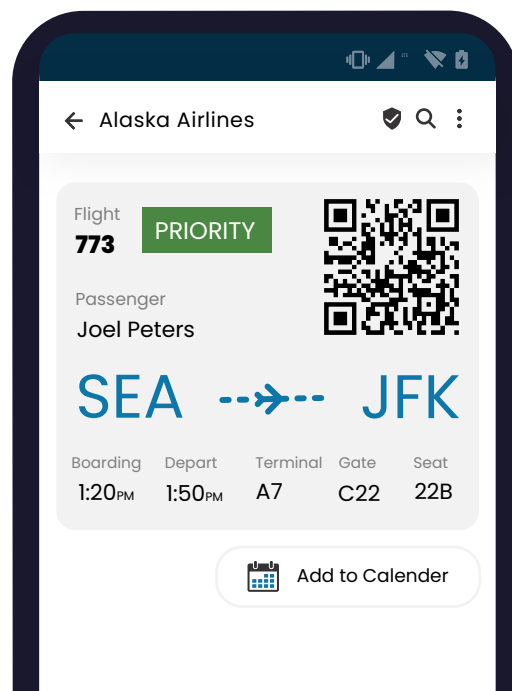 LTE
Alaska Airlines
Flight
773
PRIORITY
Passenger
Joel Peters
SEA JFK
Boarding Depart Terminal Gate Seat
1:20PM 1:50PM A7 C22 22B
Add to Calender